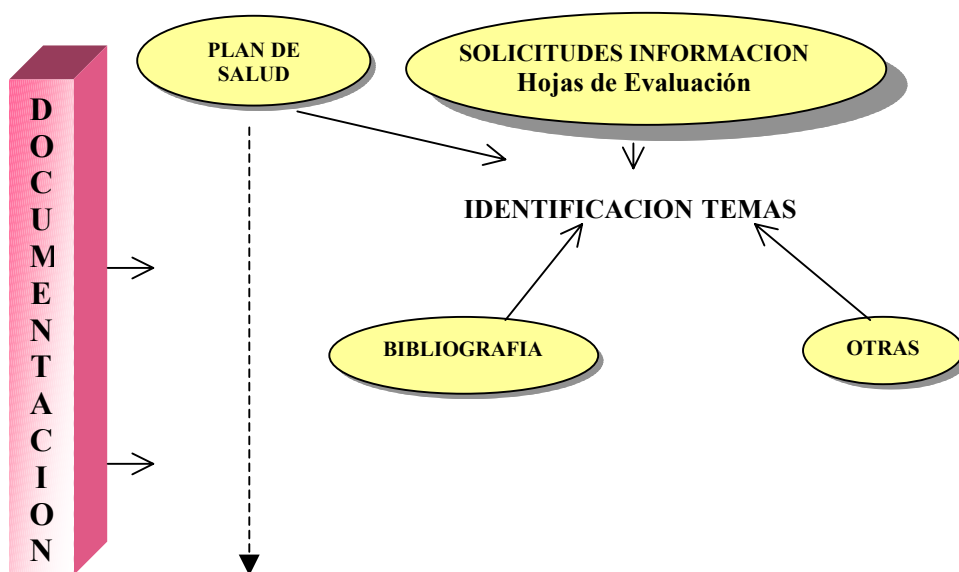 PLAN DE
SALUD
SOLICITUDES INFORMACION
Hojas de Evaluación
DOCUMENTACION
IDENTIFICACION TEMAS
BIBLIOGRAFIA
OTRAS